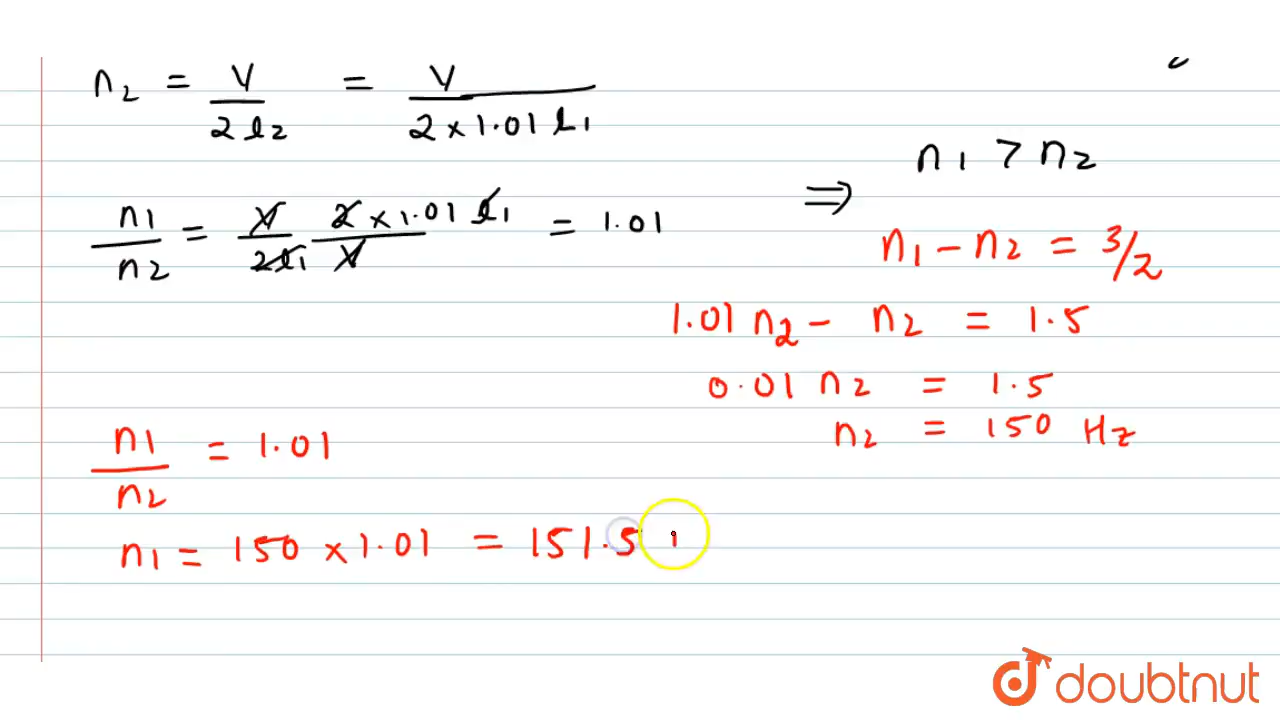 n2 = V/2l2 = V/2 × 1.01 l1
n1 > n2
n1/n2 = V/2l1 2 × 1.01 l1/V = 1.01
⇒
n1 − n2 = 3/2
1.01 n2 − n2 = 1.5
0.01 n2 = 1.5
n2 = 150 Hz
n1/n2 = 1.01
n1 = 150 × 1.01 = 151.5
doubtnut